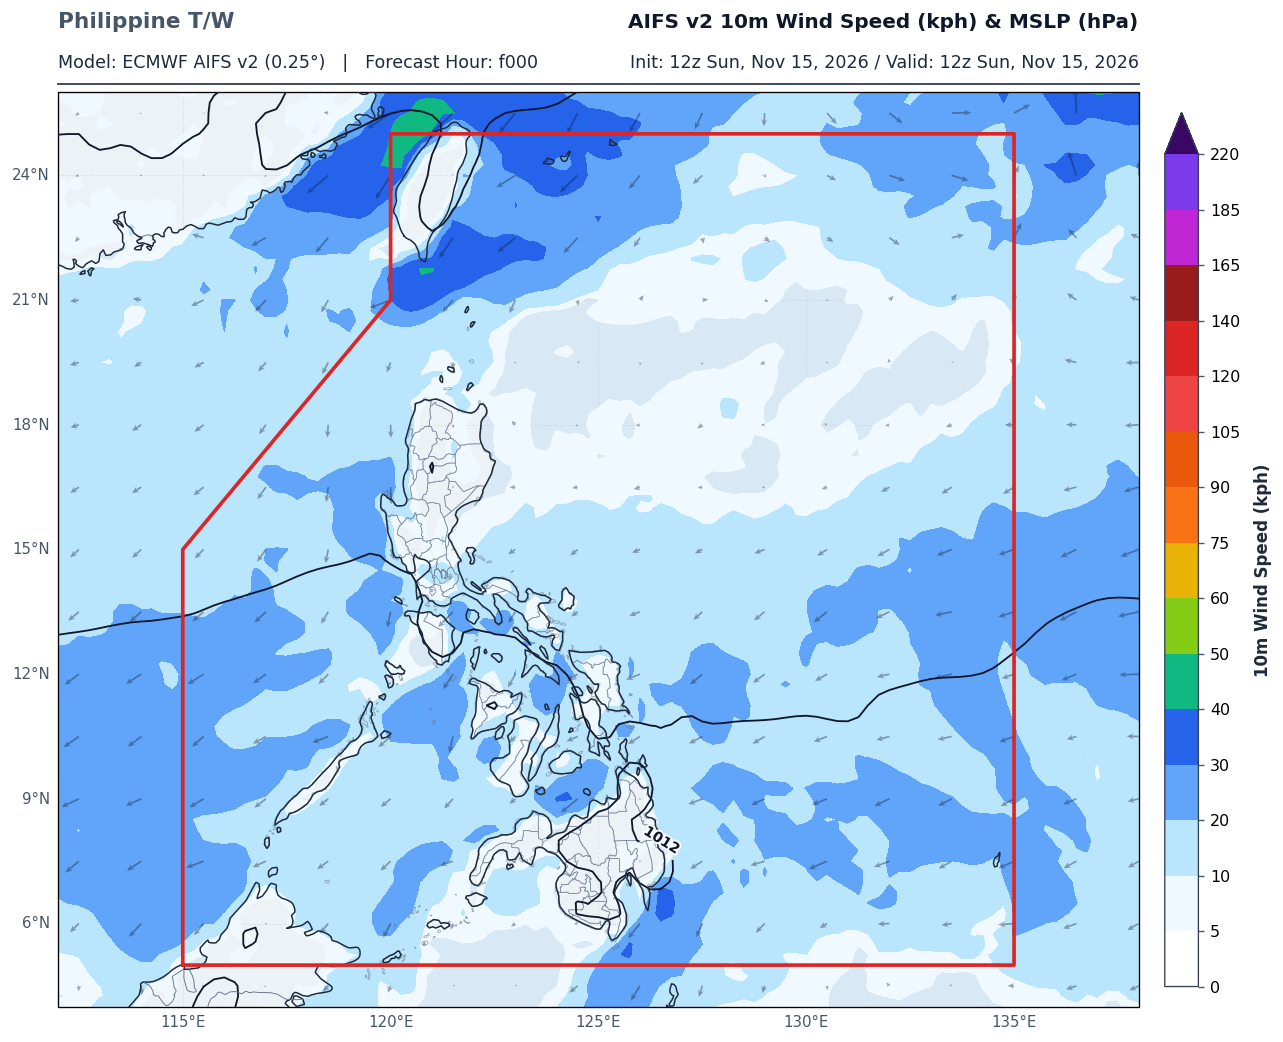 Philippine T/W
AIFS v2 10m Wind Speed (kph) & MSLP (hPa)
Model: ECMWF AIFS v2 (0.25°) | Forecast Hour: f000
Init: 12z Sun, Nov 15, 2026 / Valid: 12z Sun, Nov 15, 2026
24°N
21°N
18°N
15°N
12°N
9°N
6°N
115°E
120°E
125°E
130°E
135°E
1012
220
185
165
140
120
105
90
75
60
50
40
30
20
10
5
0
10m Wind Speed (kph)